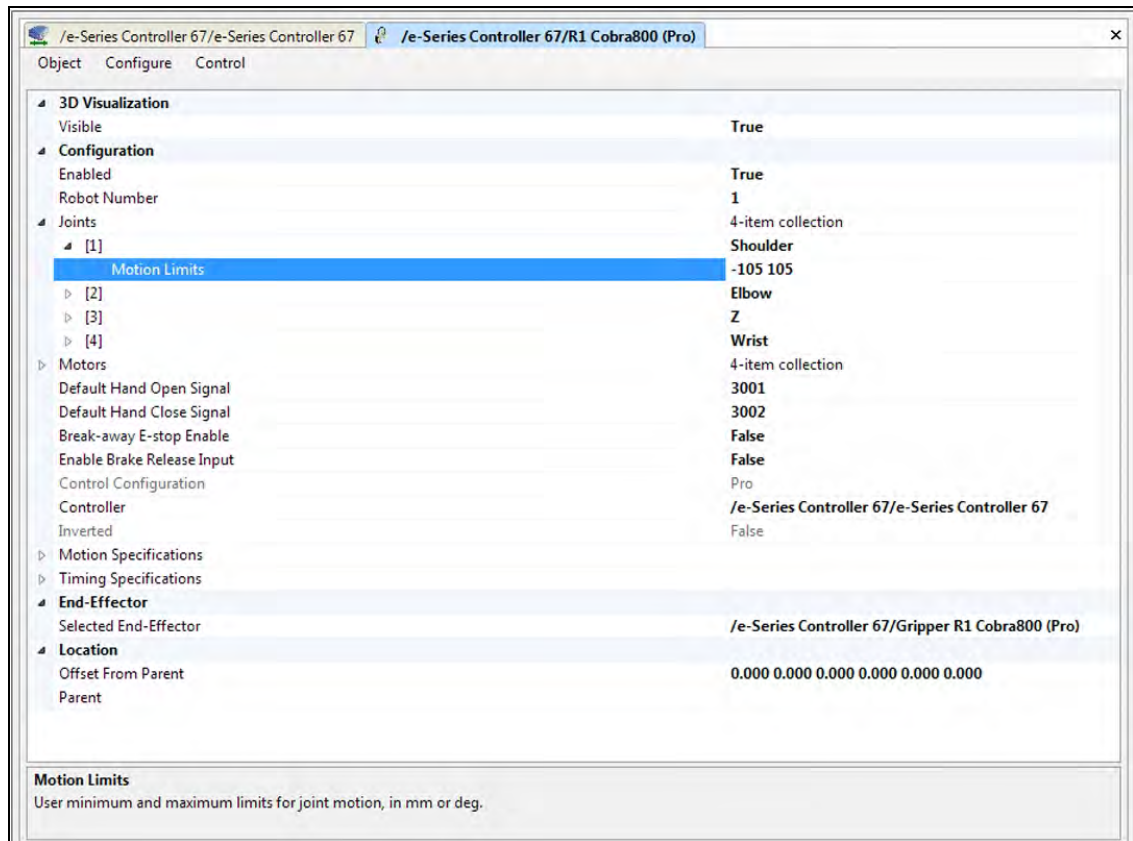 /e-Series Controller 67/e-Series Controller 67 /e-Series Controller 67/R1 Cobra800 (Pro)
Object Configure Control
3D Visualization
Visible True
Configuration
Enabled True
Robot Number 1
Joints 4-item collection
[1] Shoulder
Motion Limits -105 105
[2] Elbow
[3] Z
[4] Wrist
Motors 4-item collection
Default Hand Open Signal 3001
Default Hand Close Signal 3002
Break-away E-stop Enable False
Enable Brake Release Input False
Control Configuration Pro
Controller /e-Series Controller 67/e-Series Controller 67
Inverted False
Motion Specifications
Timing Specifications
End-Effector
Selected End-Effector /e-Series Controller 67/Gripper R1 Cobra800 (Pro)
Location
Offset From Parent 0.000 0.000 0.000 0.000 0.000 0.000
Parent
Motion Limits
User minimum and maximum limits for joint motion, in mm or deg.